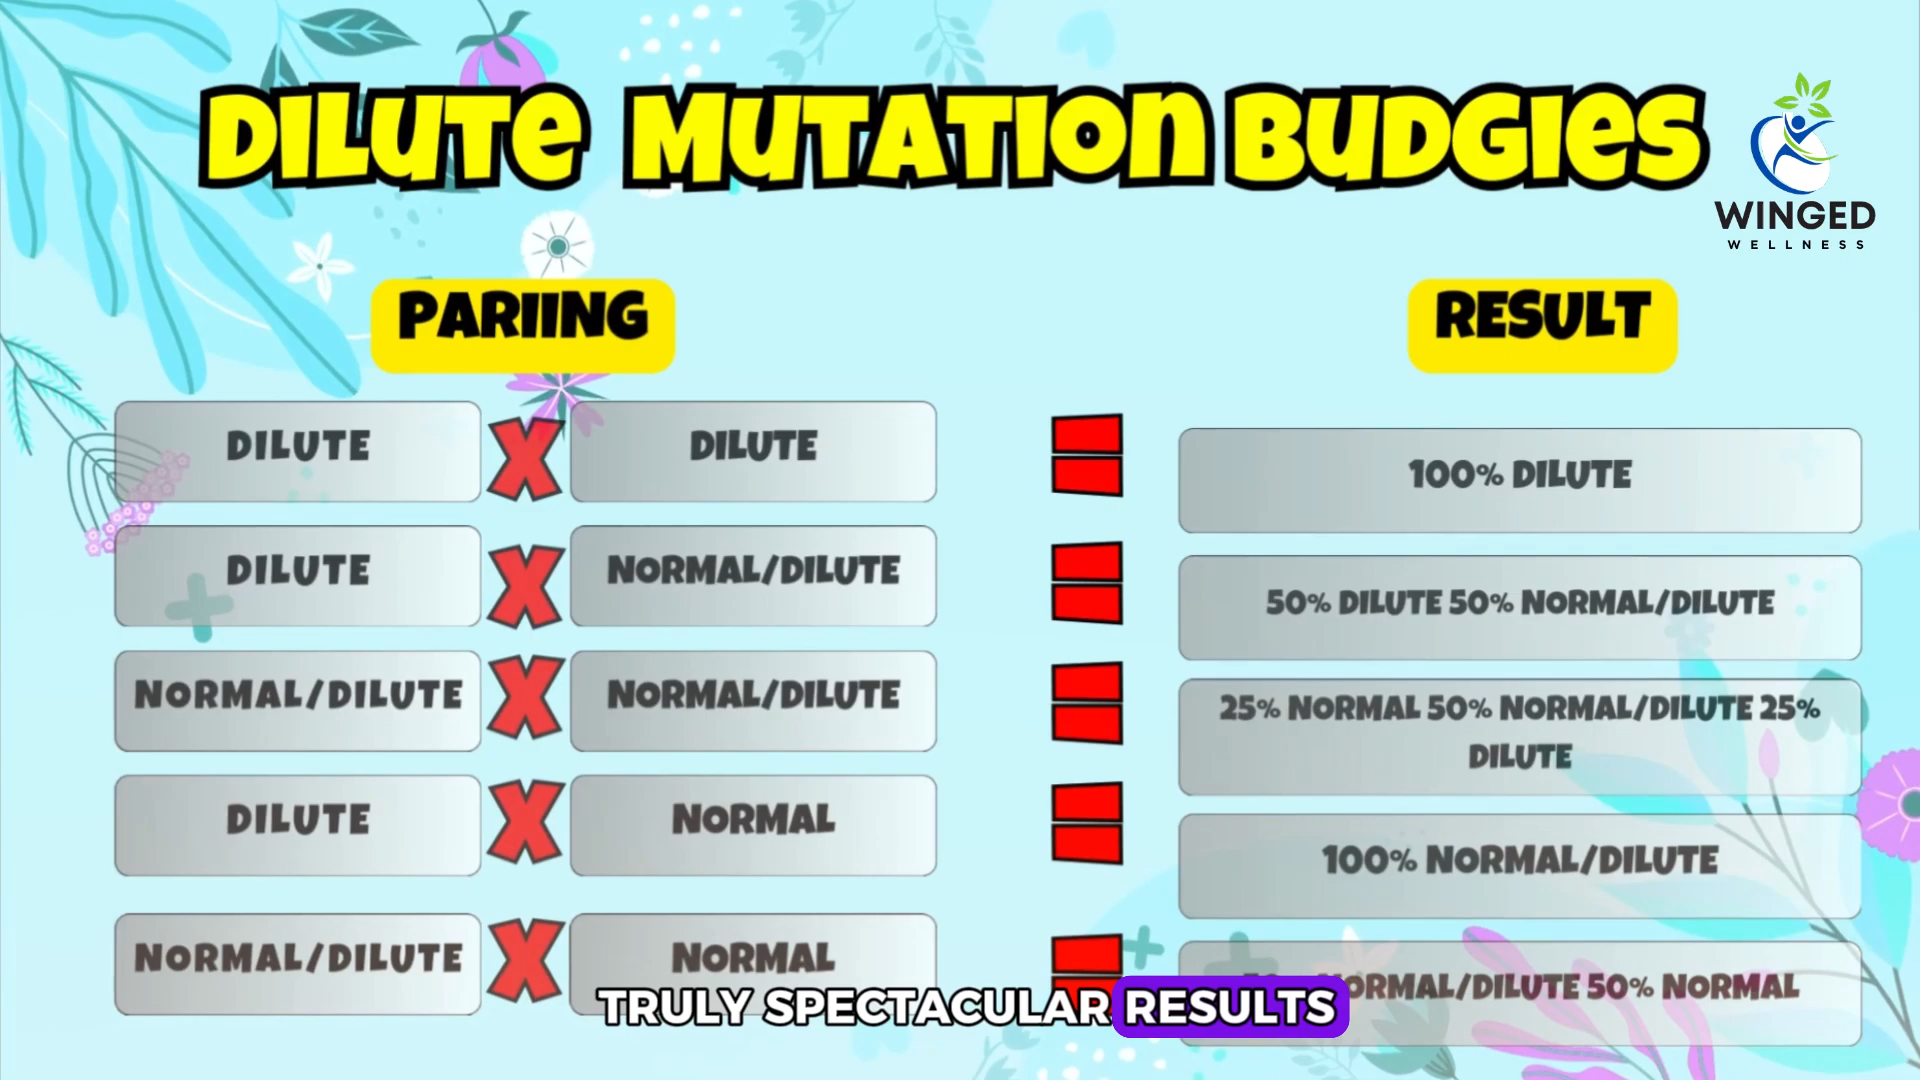 DILUTE MUTATION BUDGIES
WINGED
WELLNESS
PARIING
RESULT
DILUTE X DILUTE = 100% DILUTE
DILUTE X NORMAL/DILUTE = 50% DILUTE 50% NORMAL/DILUTE
NORMAL/DILUTE X NORMAL/DILUTE = 25% NORMAL 50% NORMAL/DILUTE 25%
DILUTE
DILUTE X NORMAL = 100% NORMAL/DILUTE
NORMAL/DILUTE X NORMAL = NORMAL/DILUTE 50% NORMAL
TRULY SPECTACULAR RESULTS